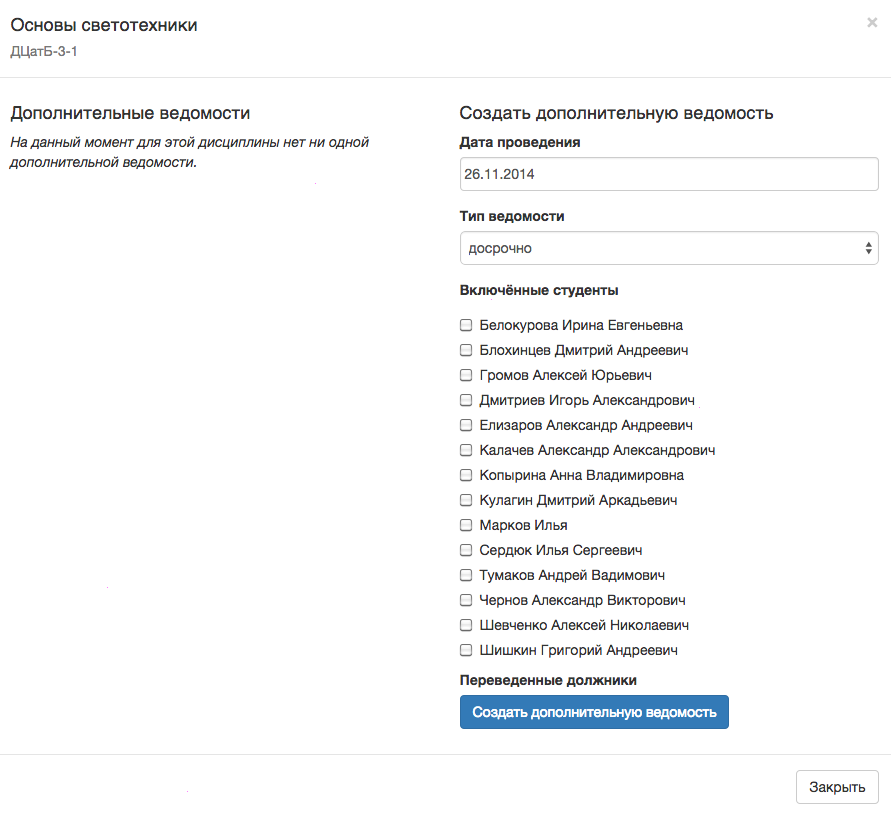 Основы светотехники
ДЦатБ-3-1
Дополнительные ведомости
На данный момент для этой дисциплины нет ни одной
дополнительной ведомости.
Создать дополнительную ведомость
Дата проведения
26.11.2014
Тип ведомости
досрочно
Включённые студенты
Белокурова Ирина Евгеньевна
Блохинцев Дмитрий Андреевич
Громов Алексей Юрьевич
Дмитриев Игорь Александрович
Елизаров Александр Андреевич
Калачев Александр Александрович
Копырина Анна Владимировна
Кулагин Дмитрий Аркадьевич
Марков Илья
Сердюк Илья Сергеевич
Тумаков Андрей Вадимович
Чернов Александр Викторович
Шевченко Алексей Николаевич
Шишкин Григорий Андреевич
Переведенные должники
Создать дополнительную ведомость
Закрыть